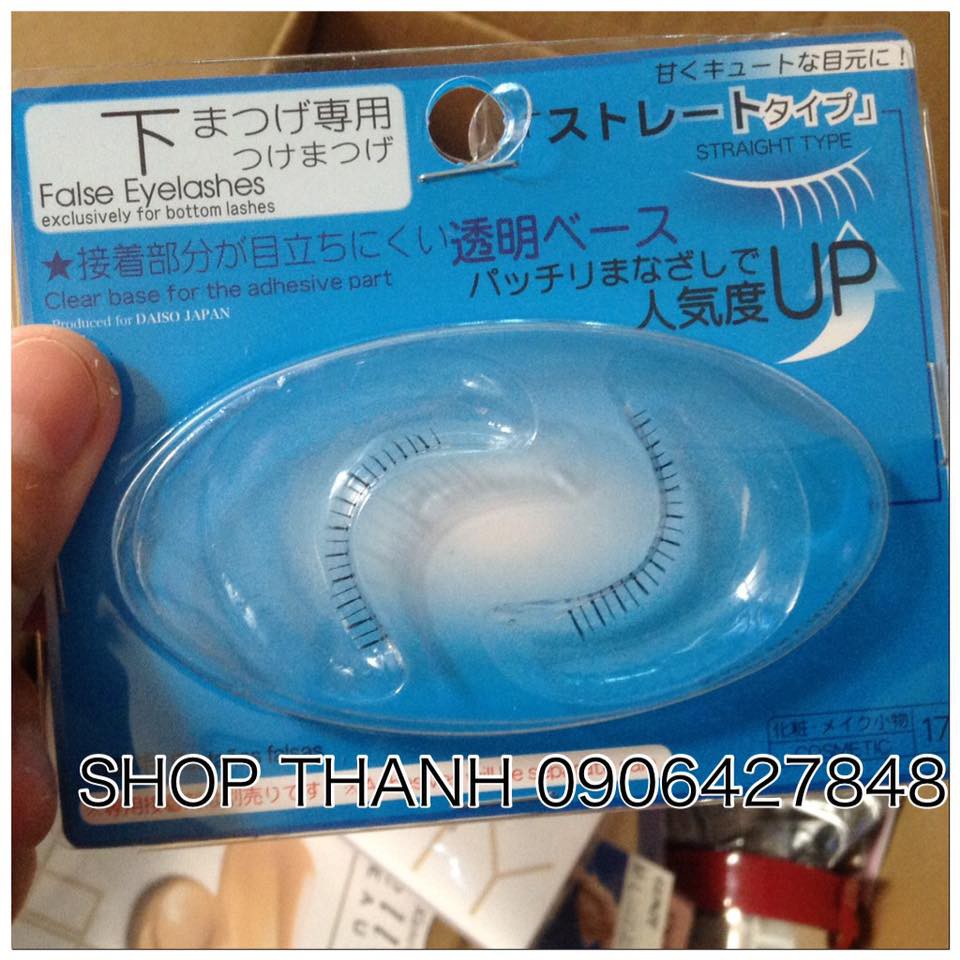 甘くキュートな目元に!
下まつげ専用
つけまつげ
False Eyelashes
exclusively for bottom lashes
ストレートタイプ」
STRAIGHT TYPE
★接着部分が目立ちにくい透明ベース
Clear base for the adhesive part
パッチリまなざしで
人気度UP
Produced for DAISO JAPAN
化粧・メイク小物
17
COSMETIC
SHOP THANH 0906427848